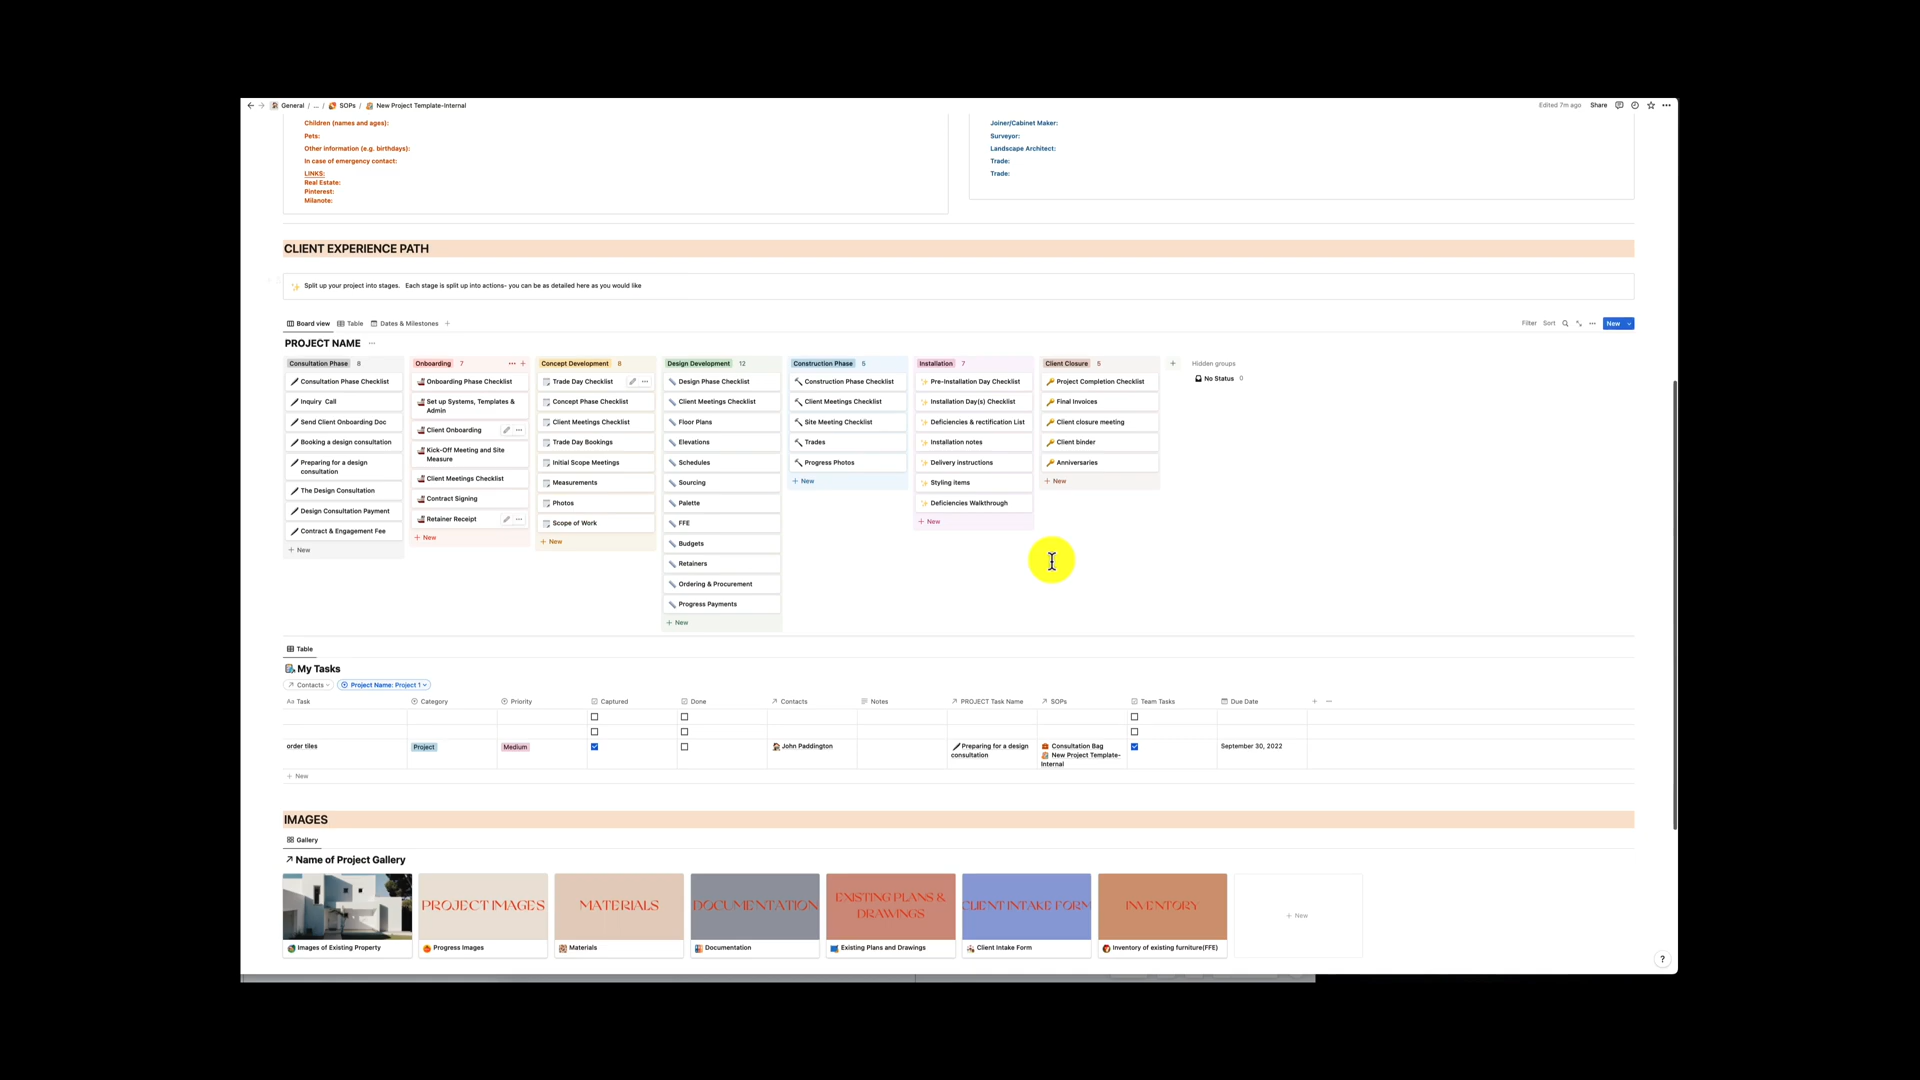 General / ... / SOPs / New Project Template-Internal
Edited 7m ago Share
Children (names and ages):
Pets:
Other information (e.g. birthdays):
In case of emergency contact:
LINKS:
Real Estate:
Pinterest:
Milanote:
Joiner/Cabinet Maker:
Surveyor:
Landscape Architect:
Trade:
Trade:
CLIENT EXPERIENCE PATH
Split up your project into stages. Each stage is split up into actions- you can be as detailed here as you would like
Board view Table Dates & Milestones +
Filter Sort New
PROJECT NAME
Consultation Phase 8
Consultation Phase Checklist
Inquiry Call
Send Client Onboarding Doc
Booking a design consultation
Preparing for a design
consultation
The Design Consultation
Design Consultation Payment
Contract & Engagement Fee
+ New
Onboarding 7
Onboarding Phase Checklist
Set up Systems, Templates &
Admin
Client Onboarding
Kick-Off Meeting and Site
Measure
Client Meetings Checklist
Contract Signing
Retainer Receipt
+ New
Concept Development 8
Trade Day Checklist
Concept Phase Checklist
Client Meetings Checklist
Trade Day Bookings
Initial Scope Meetings
Measurements
Photos
Scope of Work
+ New
Design Development 12
Design Phase Checklist
Client Meetings Checklist
Floor Plans
Elevations
Schedules
Sourcing
Palette
FFE
Budgets
Retainers
Ordering & Procurement
Progress Payments
+ New
Construction Phase 5
Construction Phase Checklist
Client Meetings Checklist
Site Meeting Checklist
Trades
Progress Photos
+ New
Installation 7
Pre-Installation Day Checklist
Installation Day(s) Checklist
Deficiencies & rectification List
Installation notes
Delivery instructions
Styling items
Deficiencies Walkthrough
+ New
Client Closure 5
Project Completion Checklist
Final Invoices
Client closure meeting
Client binder
Anniversaries
+ New
Hidden groups
No Status 0
Table
My Tasks
Contacts Project Name: Project 1
Aa Task Category Priority Captured Done Contacts Notes PROJECT Task Name SOPs Team Tasks Due Date
order tiles Project Medium John Paddington Preparing for a design Consultation Bag September 30, 2022
consultation New Project Template-
Internal
+ New
IMAGES
Gallery
Name of Project Gallery
PROJECT IMAGES
MATERIALS
DOCUMENTATION
EXISTING PLANS &
DRAWINGS
CLIENT INTAKE FORM
INVENTORY
+ New
Images of Existing Property
Progress Images
Materials
Documentation
Existing Plans and Drawings
Client Intake Form
Inventory of existing furniture(FFE)
?